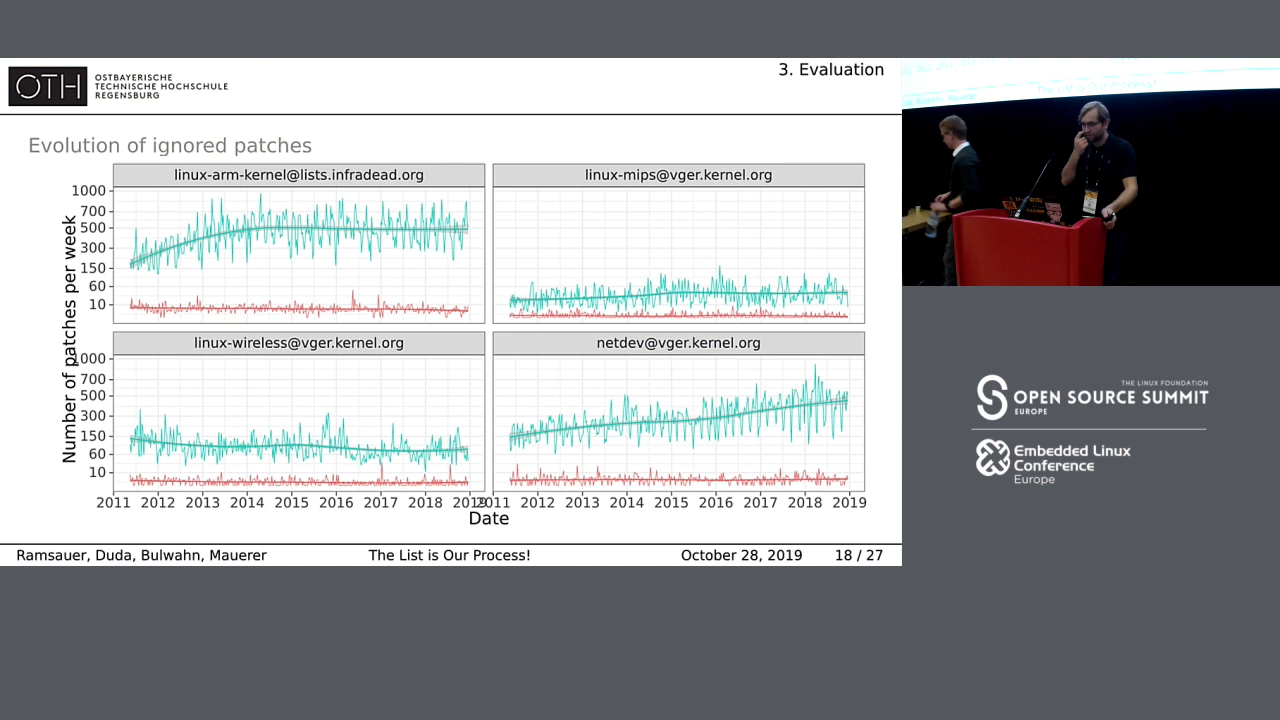 OTH
OSTBAYERISCHE
TECHNISCHE HOCHSCHULE
REGENSBURG
3. Evaluation
Evolution of ignored patches
linux-arm-kernel@lists.infradead.org
linux-mips@vger.kernel.org
Number of patches per week
1000
700
500
300
150
60
10
linux-wireless@vger.kernel.org
netdev@vger.kernel.org
1000
700
500
300
150
60
10
2011 2012 2013 2014 2015 2016 2017 2018 2019
2011 2012 2013 2014 2015 2016 2017 2018 2019
Date
Ramsauer, Duda, Bulwahn, Mauerer The List is Our Process! October 28, 2019 18 / 27
THE LINUX FOUNDATION
OPEN SOURCE SUMMIT
EUROPE
Embedded Linux
Conference
Europe